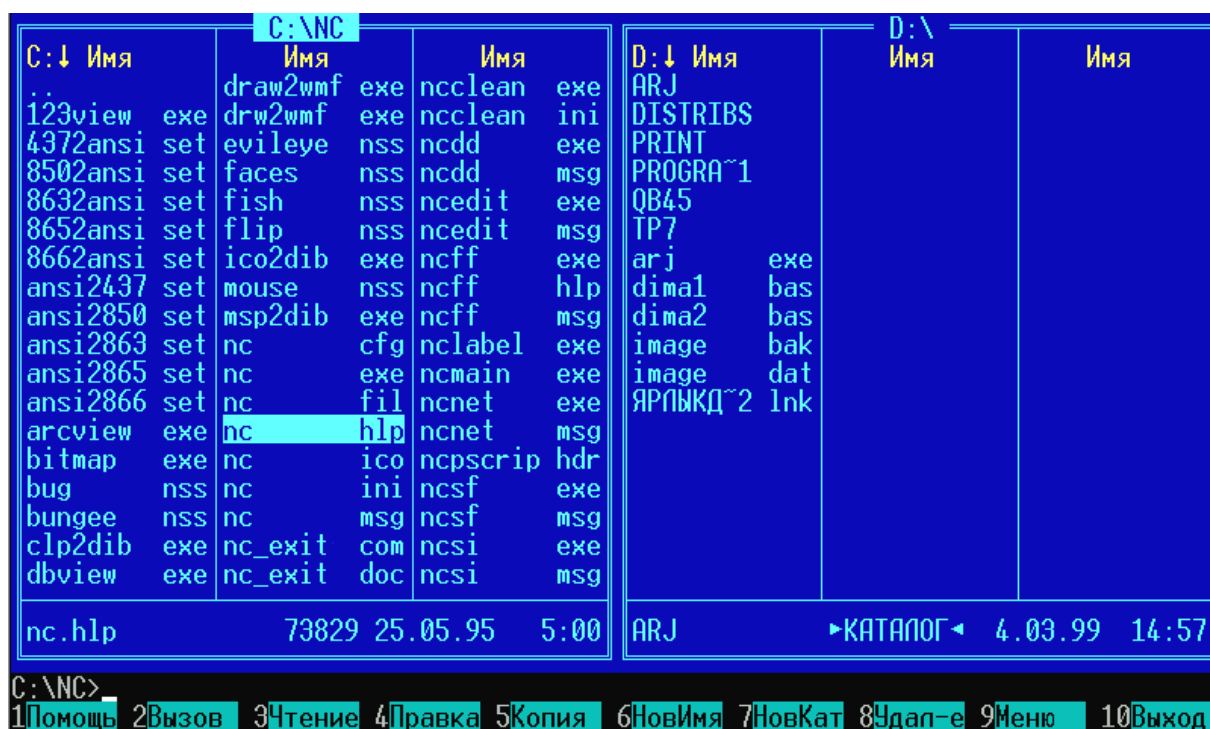 C:\NC D:\
C:↓ Имя Имя Имя D:↓ Имя Имя Имя
.. draw2wmf exe ncclean exe ARJ
123view exe drw2wmf exe ncclean ini DISTRIBS
4372ansi set evileye nss ncdd exe PRINT
8502ansi set faces nss ncdd msg PROGRA~1
8632ansi set fish nss ncedit exe QB45
8652ansi set flip nss ncedit msg TP7
8662ansi set ico2dib exe ncff exe arj exe
ansi2437 set mouse nss ncff hlp dima1 bas
ansi2850 set msp2dib exe ncff msg dima2 bas
ansi2863 set nc cfg nclabel exe image bak
ansi2865 set nc exe ncmain exe image dat
ansi2866 set nc fil ncnet exe ЯРЛЫКД~2 lnk
arcview exe nc hlp ncnet msg
bitmap exe nc ico ncpscrip hdr
bug nss nc ini ncsf exe
bungee nss nc msg ncsf msg
clp2dib exe nc_exit com ncsi exe
dbview exe nc_exit doc ncsi msg
nc.hlp 73829 25.05.95 5:00 ARJ ►КАТАЛОГ◄ 4.03.99 14:57
C:\NC>_
1Помощь 2Вызов 3Чтение 4Правка 5Копия 6НовИмя 7НовКат 8Удал-е 9Меню 10Выход